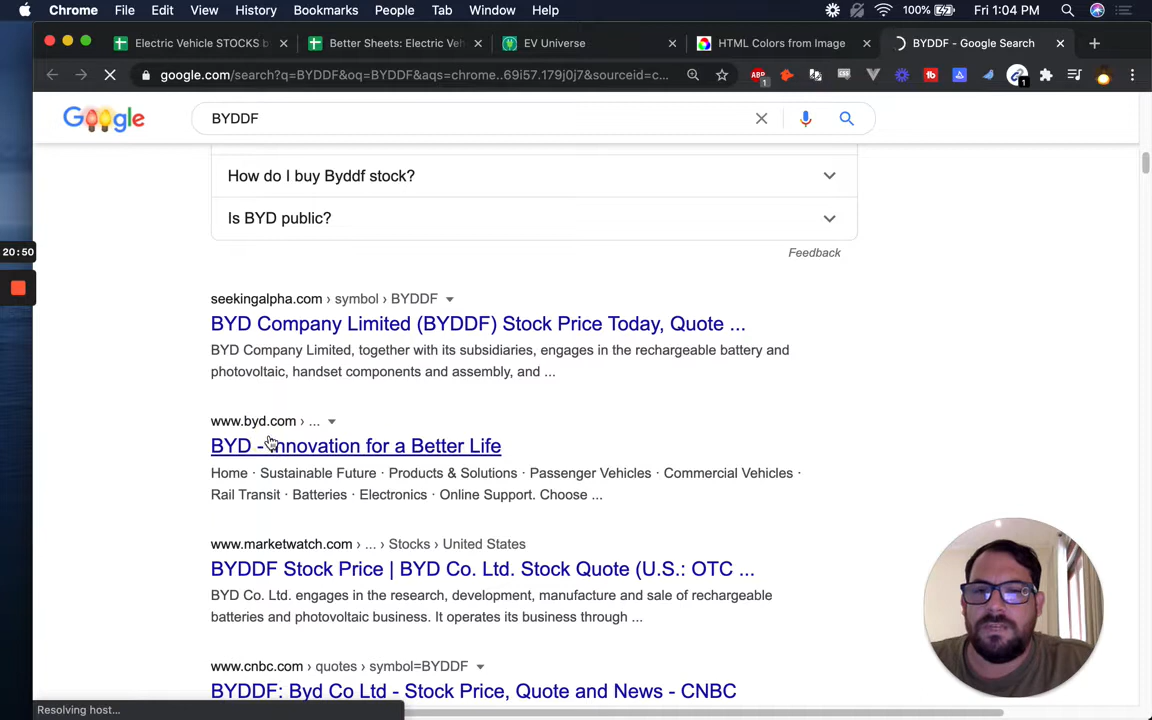 Chrome File Edit View History Bookmarks People Tab Window Help 100% Fri 1:04 PM
Electric Vehicle STOCKS b Better Sheets: Electric Veh EV Universe HTML Colors from Image BYDDF - Google Search
google.com/search?q=BYDDF&oq=BYDDF&aqs=chrome..69i57.179j0j7&sourceid=c...
Google BYDDF
How do I buy Byddf stock?
Is BYD public?
20:50
Feedback
seekingalpha.com › symbol › BYDDF
BYD Company Limited (BYDDF) Stock Price Today, Quote ...
BYD Company Limited, together with its subsidiaries, engages in the rechargeable battery and
photovoltaic, handset components and assembly, and ...
www.byd.com › ...
BYD - Innovation for a Better Life
Home · Sustainable Future · Products & Solutions · Passenger Vehicles · Commercial Vehicles ·
Rail Transit · Batteries · Electronics · Online Support. Choose ...
www.marketwatch.com › ... › Stocks › United States
BYDDF Stock Price | BYD Co. Ltd. Stock Quote (U.S.: OTC ...
BYD Co. Ltd. engages in the research, development, manufacture and sale of rechargeable
batteries and photovoltaic business. It operates its business through ...
www.cnbc.com › quotes › symbol=BYDDF
BYDDF: Byd Co Ltd - Stock Price, Quote and News - CNBC
Resolving host...